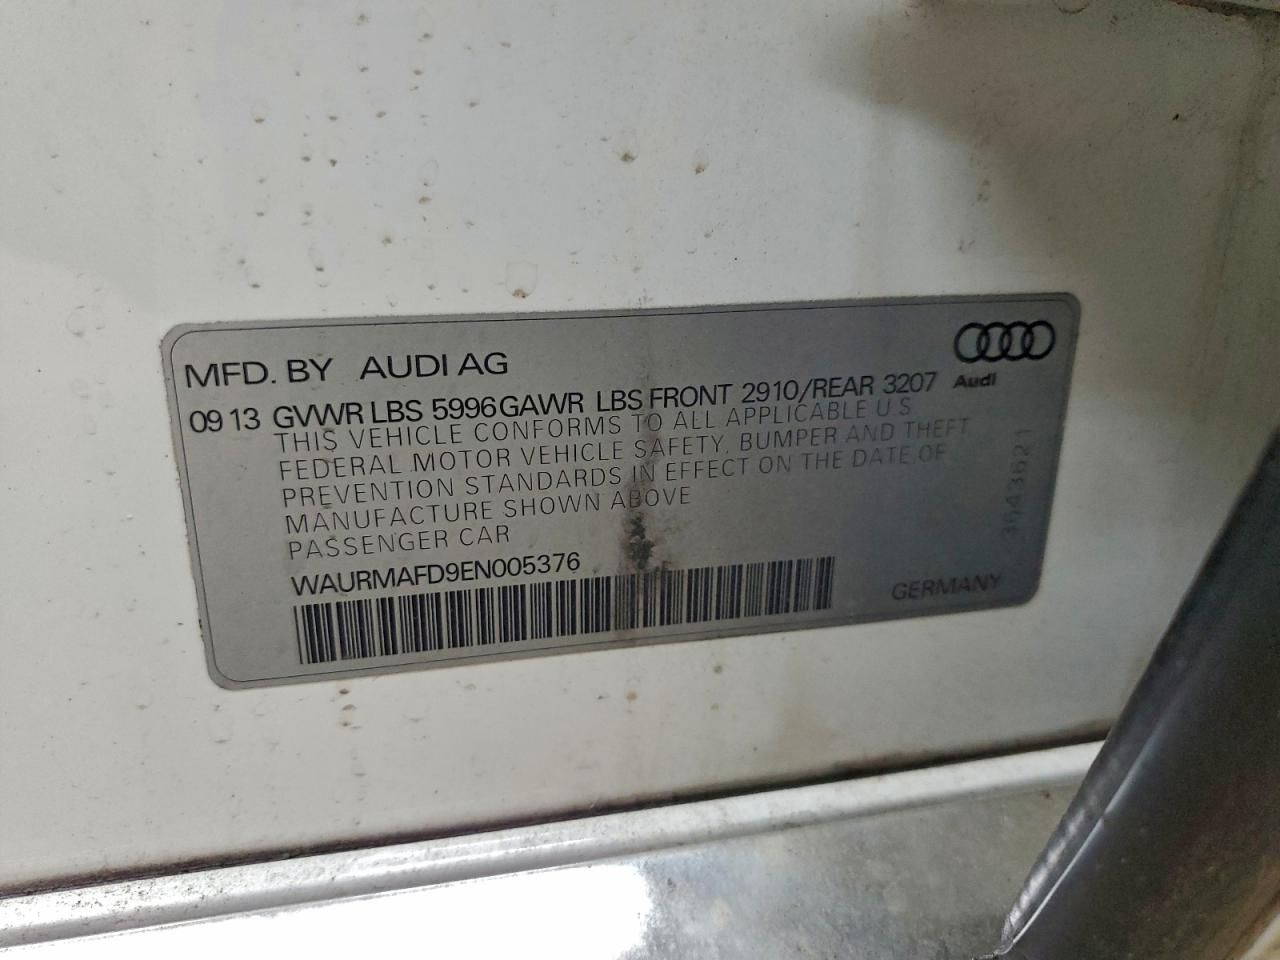 MFD. BY AUDI AG
Audi
09 13 GVWR LBS 5996 GAWR LBS FRONT 2910/REAR 3207
THIS VEHICLE CONFORMS TO ALL APPLICABLE U S
FEDERAL MOTOR VEHICLE SAFETY, BUMPER AND THEFT
PREVENTION STANDARDS IN EFFECT ON THE DATE OF
MANUFACTURE SHOWN ABOVE
PASSENGER CAR
WAURMAFD9EN005376
GERMANY